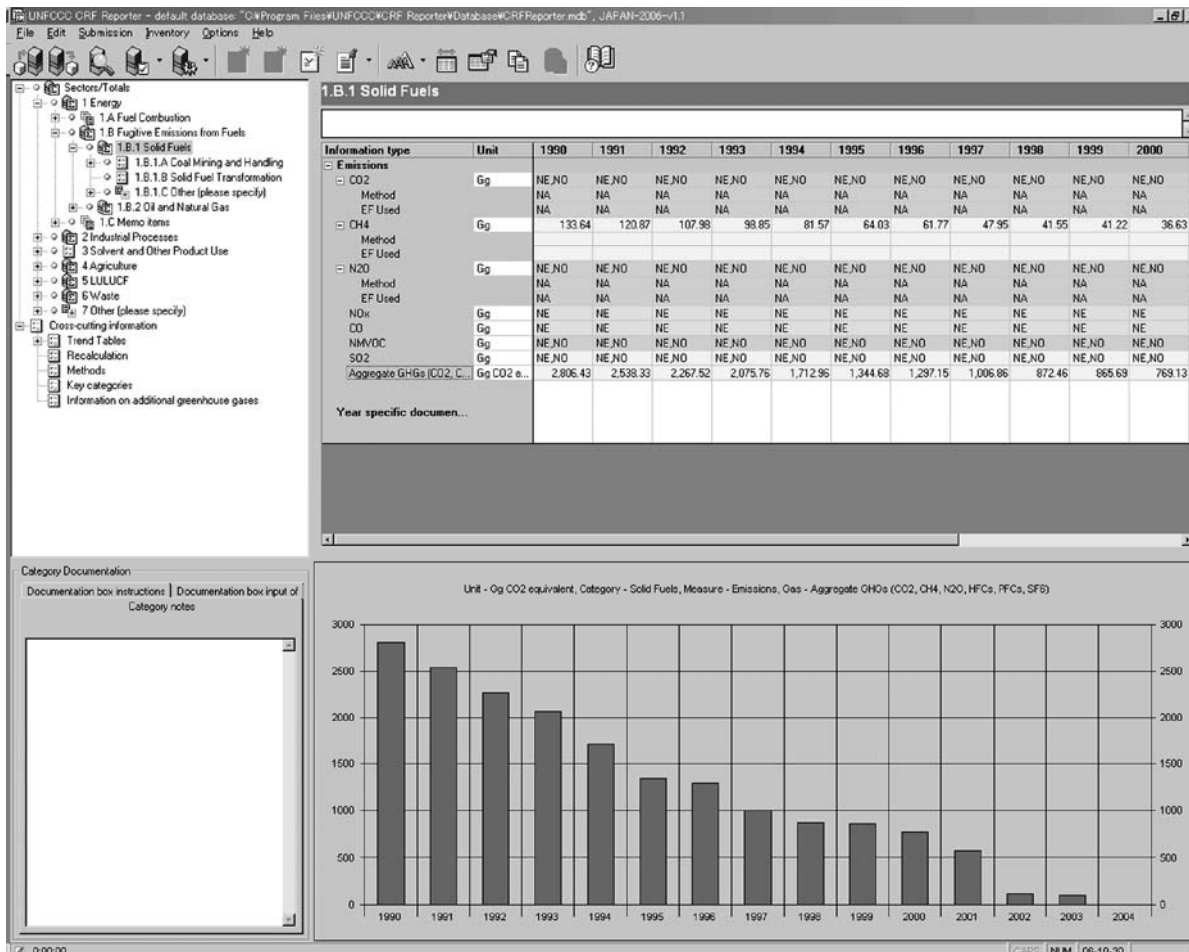 UNFCCC CRF Reporter - default database: "C:¥Program Files¥UNFCCC¥CRF Reporter¥Database¥CRFReporter.mdb", JAPAN-2006-v1.1
File Edit Submission Inventory Options Help
Sectors/Totals
1 Energy
1.A Fuel Combustion
1.B Fugitive Emissions from Fuels
1.B.1 Solid Fuels
1.B.1.A Coal Mining and Handling
1.B.1.B Solid Fuel Transformation
1.B.1.C Other (please specify)
1.B.2 Oil and Natural Gas
1.C Memo items
2 Industrial Processes
3 Solvent and Other Product Use
4 Agriculture
5 LULUCF
6 Waste
7 Other (please specify)
Cross-cutting information
Trend Tables
Recalculation
Methods
Key categories
Information on additional greenhouse gases
1.B.1 Solid Fuels
Information type Unit 1990 1991 1992 1993 1994 1995 1996 1997 1998 1999 2000
Emissions
CO2 Gg NE,NO NE,NO NE,NO NE,NO NE,NO NE,NO NE,NO NE,NO NE,NO NE,NO NE,NO
Method NA NA NA NA NA NA NA NA NA NA NA
EF Used NA NA NA NA NA NA NA NA NA NA NA
CH4 Gg 133.64 120.87 107.98 98.85 81.57 64.03 61.77 47.95 41.55 41.22 36.63
Method
EF Used
N2O Gg NE,NO NE,NO NE,NO NE,NO NE,NO NE,NO NE,NO NE,NO NE,NO NE,NO NE,NO
Method NA NA NA NA NA NA NA NA NA NA NA
EF Used NA NA NA NA NA NA NA NA NA NA NA
NOx Gg NE NE NE NE NE NE NE NE NE NE NE
CO Gg NE NE NE NE NE NE NE NE NE NE NE
NMVOC Gg NE,NO NE,NO NE,NO NE,NO NE,NO NE,NO NE,NO NE,NO NE,NO NE,NO NE,NO
SO2 Gg NE,NO NE,NO NE,NO NE,NO NE,NO NE,NO NE,NO NE,NO NE,NO NE,NO NE,NO
Aggregate GHGs (CO2, C... Gg CO2 e... 2,806.43 2,538.33 2,267.52 2,075.76 1,712.96 1,344.68 1,297.15 1,006.86 872.46 865.69 769.13
Year specific documen...
Category Documentation
Documentation box instructions Documentation box input of
Category notes
Unit - Gg CO2 equivalent, Category - Solid Fuels, Measure - Emissions, Gas - Aggregate GHGs (CO2, CH4, N2O, HFCs, PFCs, SF6)
3000 3000
2500 2500
2000 2000
1500 1500
1000 1000
500 500
0 0
1990 1991 1992 1993 1994 1995 1996 1997 1998 1999 2000 2001 2002 2003 2004
0:00:00 CAPS NUM 06-10-30